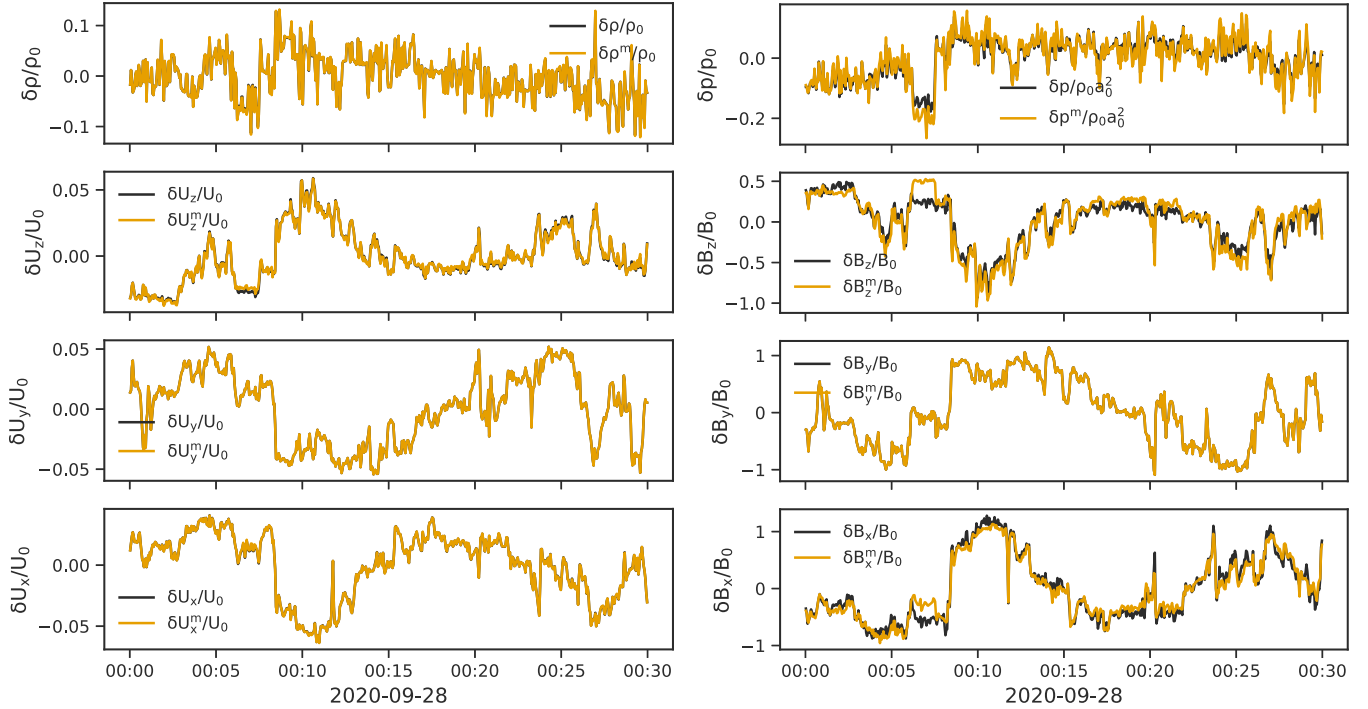 δρ/ρ₀
0.1
0.0
−0.1
δρ/ρ₀
δρᵐ/ρ₀
δp/p₀
0.0
−0.2
δp/ρ₀a₀²
δpᵐ/ρ₀a₀²
δU_z/U₀
0.05
0.00
δU_z/U₀
δU_zᵐ/U₀
δB_z/B₀
0.5
0.0
−0.5
−1.0
δB_z/B₀
δB_zᵐ/B₀
δU_y/U₀
0.05
0.00
−0.05
δU_y/U₀
δU_yᵐ/U₀
δB_y/B₀
1
0
−1
δB_y/B₀
δB_yᵐ/B₀
δU_x/U₀
0.00
−0.05
δU_x/U₀
δU_xᵐ/U₀
δB_x/B₀
1
0
−1
δB_x/B₀
δB_xᵐ/B₀
00:00 00:05 00:10 00:15 00:20 00:25 00:30
2020-09-28
00:00 00:05 00:10 00:15 00:20 00:25 00:30
2020-09-28